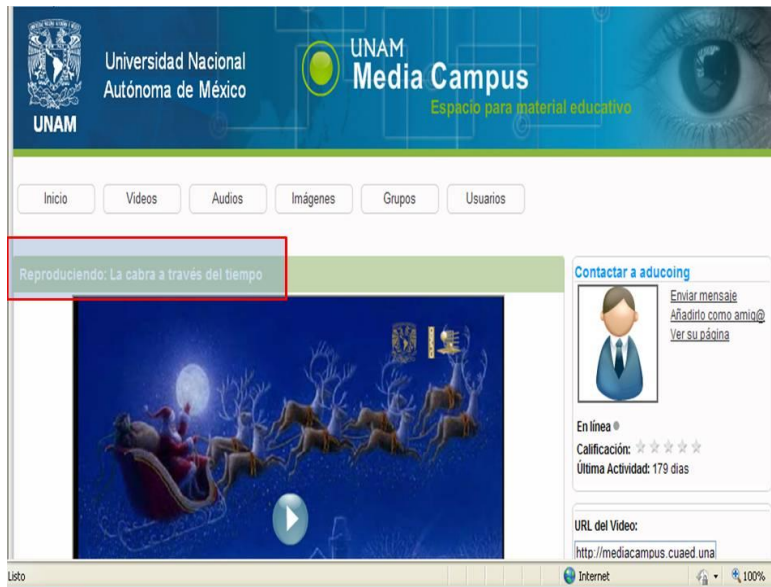 UNAM
Universidad Nacional
Autónoma de México
UNAM
Media Campus
Espacio para material educativo
Inicio
Videos
Audios
Imágenes
Grupos
Usuarios
Reproduciendo: La cabra a través del tiempo
Contactar a aducoing
Enviar mensaje
Añadirlo como amig@
Ver su página
En línea
Calificación:
Última Actividad: 179 dias
URL del Video:
http://mediacampus.cuaed.una
Listo
Internet
100%